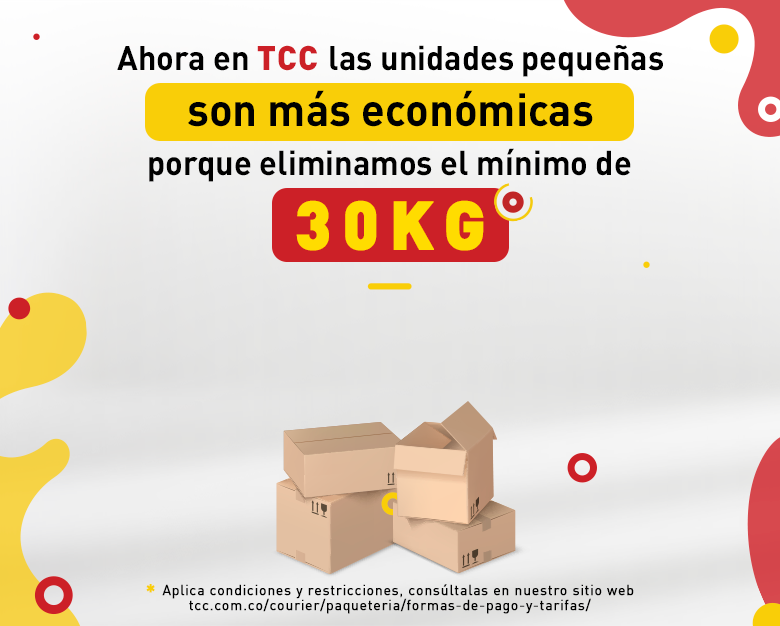 Ahora en TCC las unidades pequeñas
son más económicas
porque eliminamos el mínimo de
30KG
* Aplica condiciones y restricciones, consúltalas en nuestro sitio web
tcc.com.co/courier/paqueteria/formas-de-pago-y-tarifas/